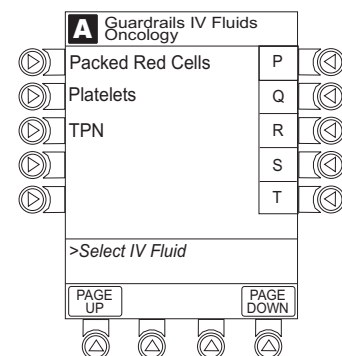 A Guardrails IV Fluids
Oncology
Packed Red Cells P
Platelets Q
TPN R
S
T
>Select IV Fluid
PAGE UP PAGE DOWN